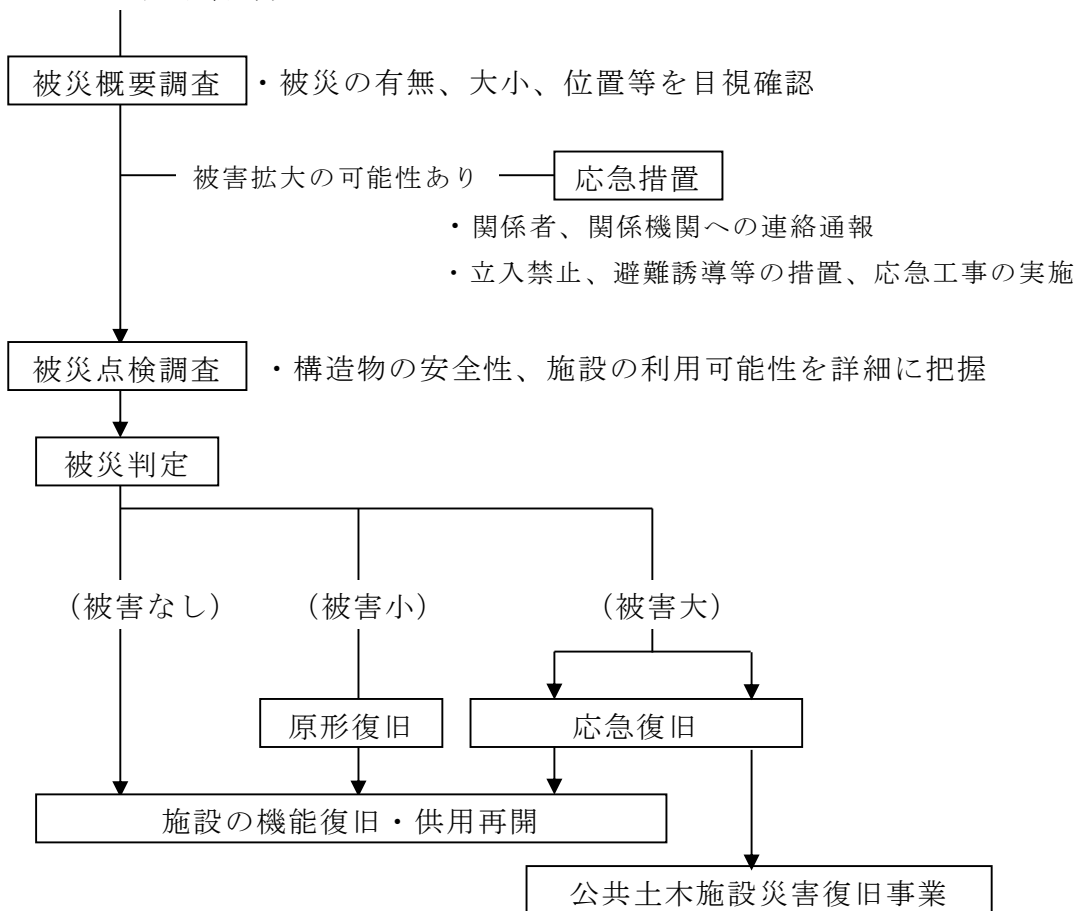 被災概要調査 ・被災の有無、大小、位置等を目視確認
被害拡大の可能性あり 応急措置
・関係者、関係機関への連絡通報
・立入禁止、避難誘導等の措置、応急工事の実施
被災点検調査 ・構造物の安全性、施設の利用可能性を詳細に把握
被災判定
（被害なし） （被害小） （被害大）
原形復旧 応急復旧
施設の機能復旧・供用再開
公共土木施設災害復旧事業